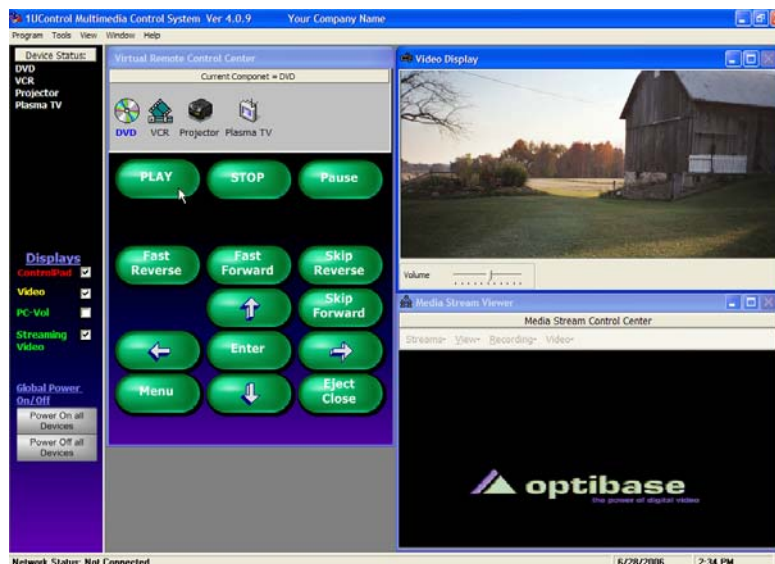 1UControl Multimedia Control System Ver 4.0.9 Your Company Name
Program Tools View Window Help
Device Status:
DVD
VCR
Projector
Plasma TV
Displays
ControlPad
Video
PC-Vol
Streaming
Video
Global Power
On/Off
Power On all
Devices
Power Off all
Devices
Virtual Remote Control Center
Current Componet = DVD
DVD VCR Projector Plasma TV
PLAY STOP Pause
Fast
Reverse
Fast
Forward
Skip
Reverse
Skip
Forward
Enter
Menu
Eject
Close
Video Display
Volume
Media Stream Viewer
Media Stream Control Center
Streams View Recording Video
optibase
the power of digital video
Network Status: Not Connected
6/28/2006 2:34 PM